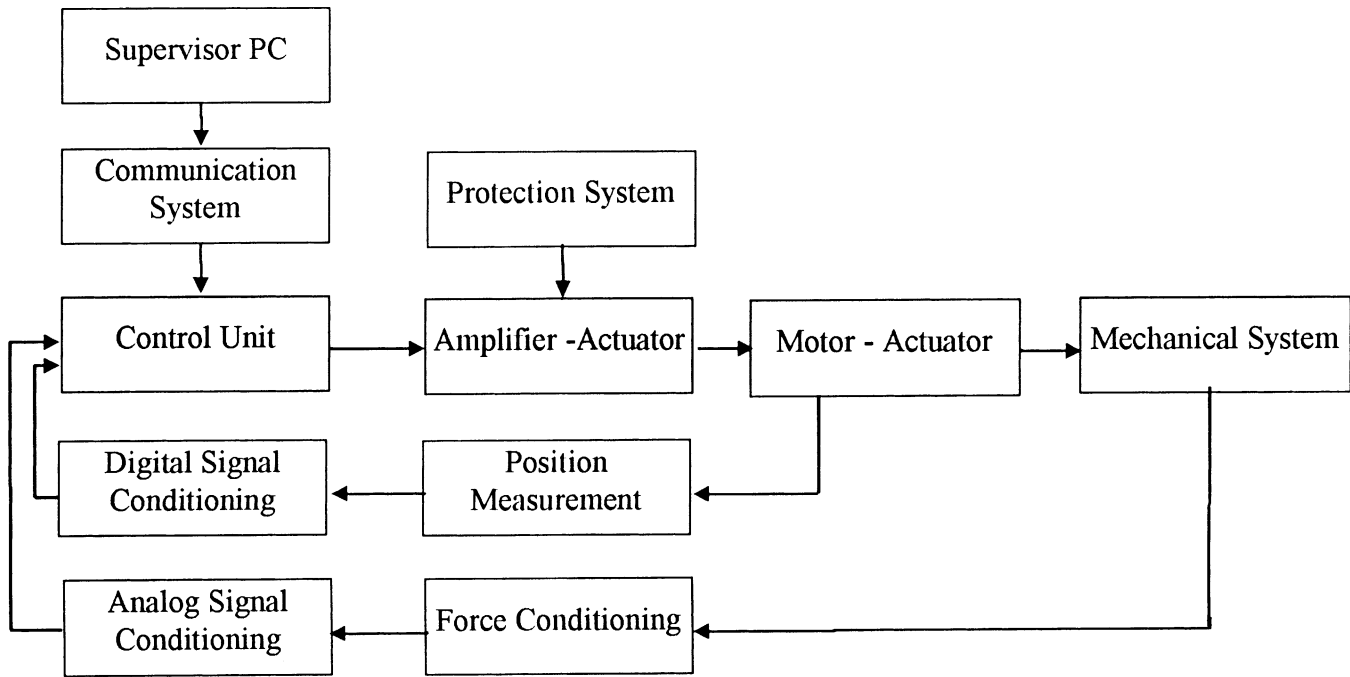 Supervisor PC
Communication
System
Protection System
Control Unit
Amplifier -Actuator
Motor - Actuator
Mechanical System
Digital Signal
Conditioning
Position
Measurement
Analog Signal
Conditioning
Force Conditioning